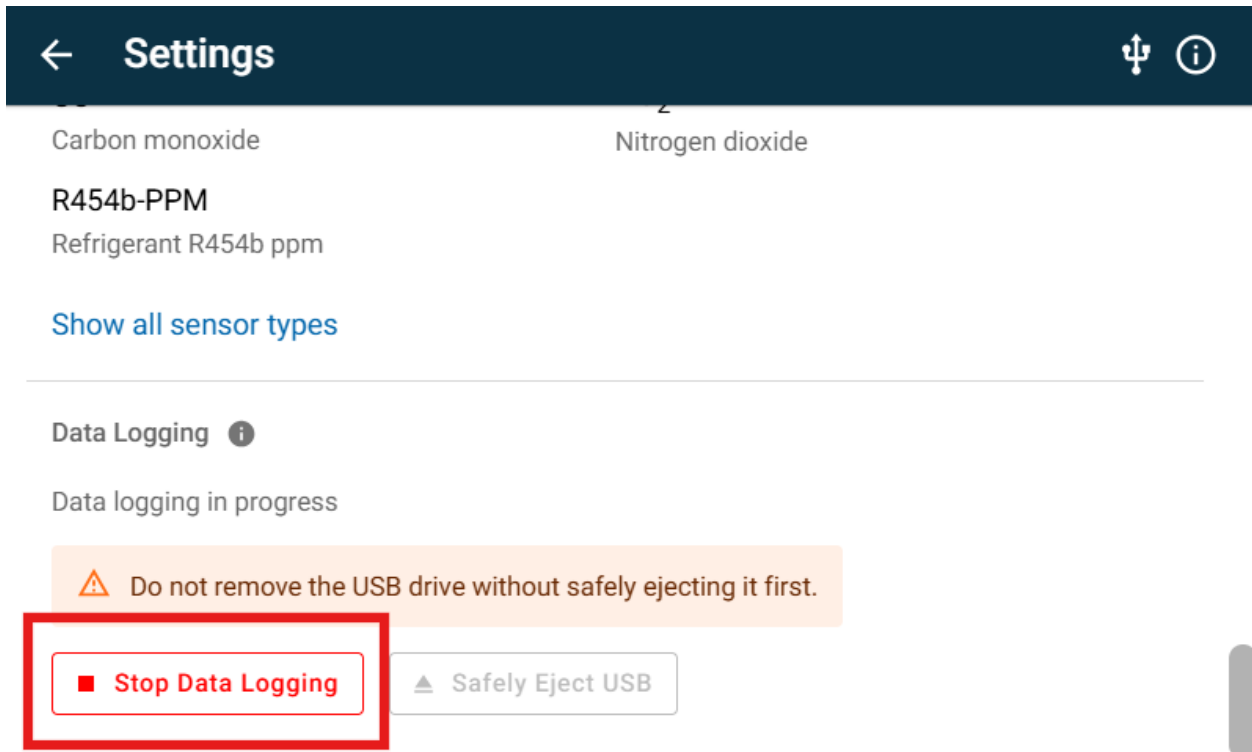 Settings
Carbon monoxide
Nitrogen dioxide
R454b-PPM
Refrigerant R454b ppm
Show all sensor types
Data Logging
Data logging in progress
Do not remove the USB drive without safely ejecting it first.
Stop Data Logging
Safely Eject USB